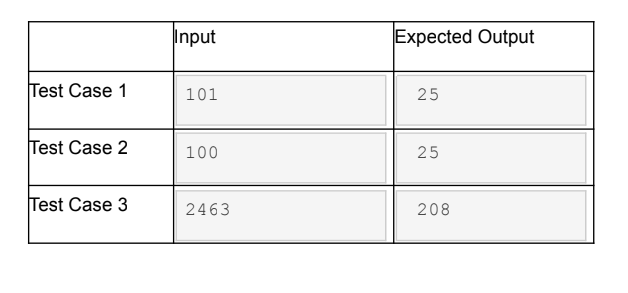 Input Expected Output
Test Case 1 101 25
Test Case 2 100 25
Test Case 3 2463 208